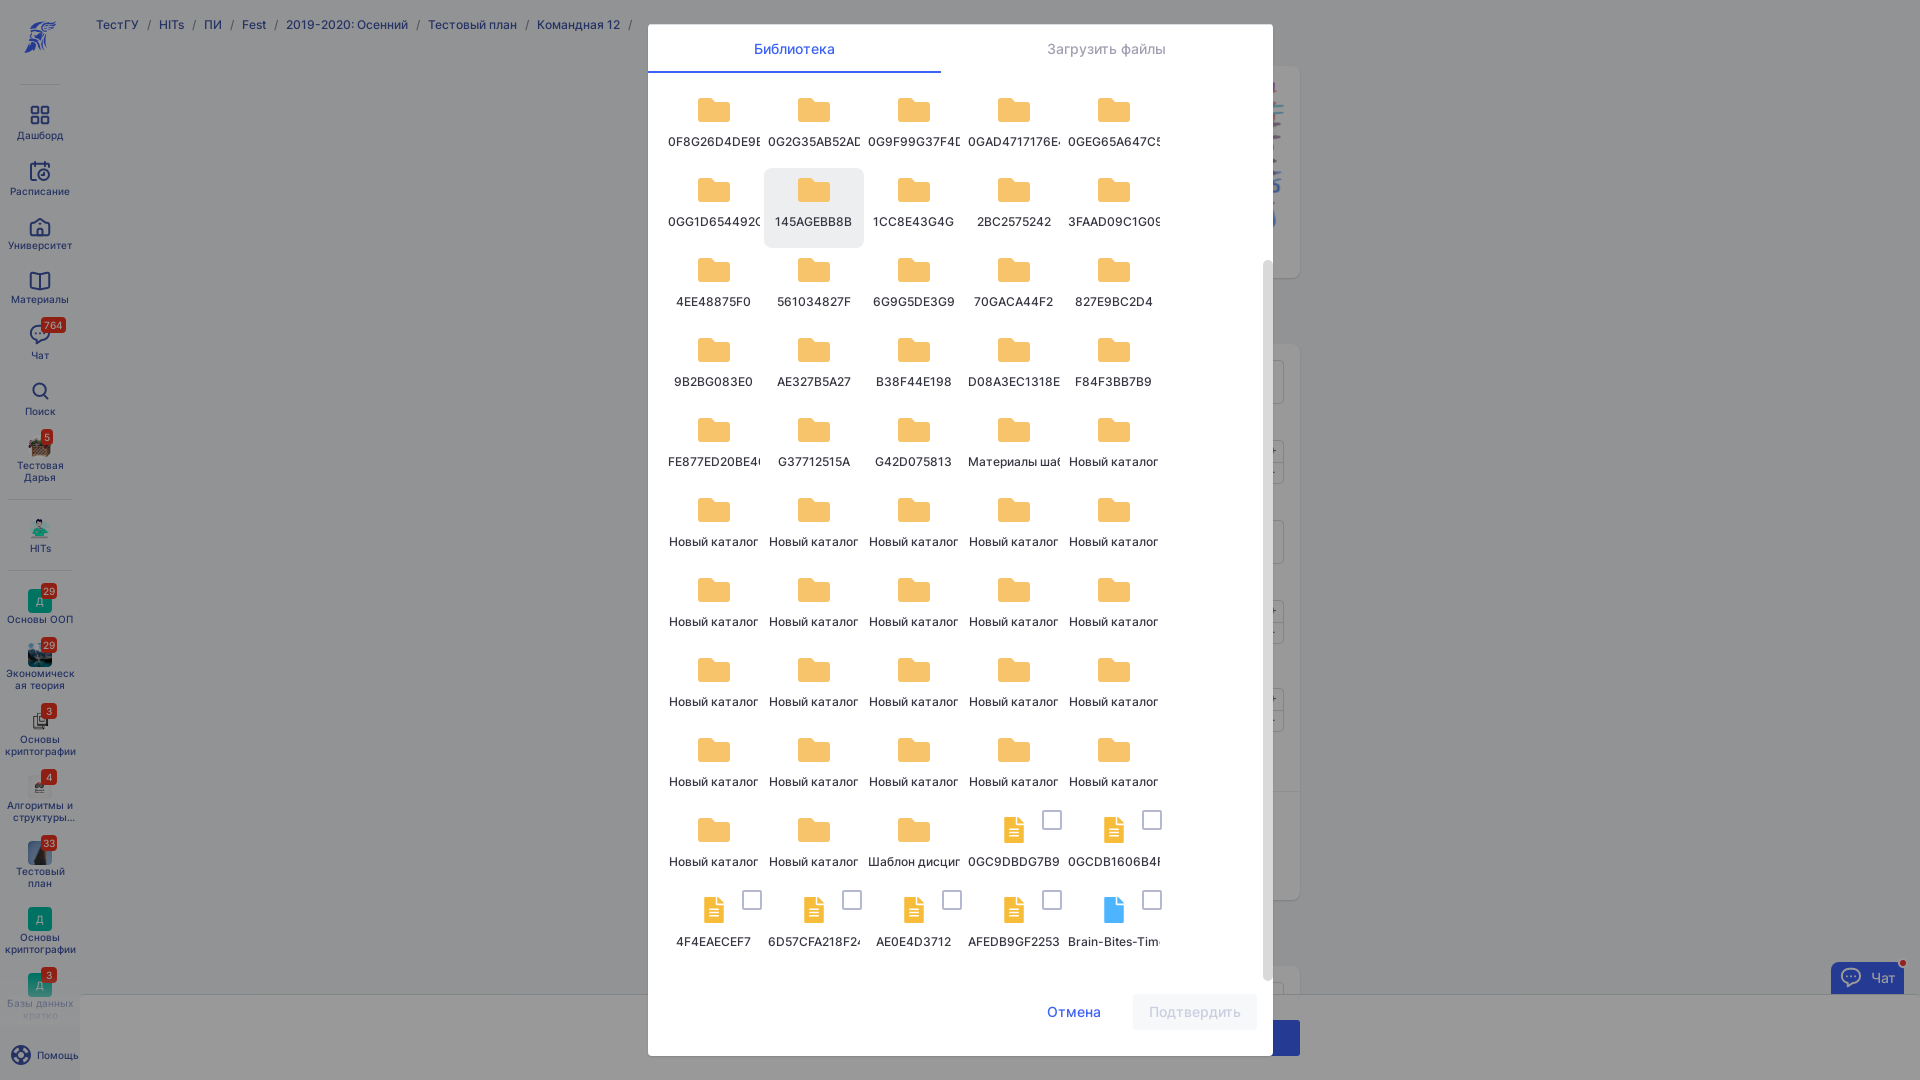 ТестГУ / HITs / ПИ / Fest / 2019-2020: Осенний / Тестовый план / Командная 12 /
Дашборд
Расписание
Университет
Материалы
764
Чат
Поиск
5
Тестовая
Дарья
HITs
29
Д
Основы ООП
29
Экономическ
ая теория
3
Основы
криптографии
4
Алгоритмы и
структуры...
33
Тестовый
план
Д
Основы
криптографии
3
Д
Базы данных
кратко
Помощь
Библиотека
Загрузить файлы
0F8G26D4DE9E 0G2G35AB52AD 0G9F99G37F4D 0GAD4717176E4 0GEG65A647C5
0GG1D654492C 145AGEBB8B 1CC8E43G4G 2BC2575242 3FAAD09C1G09
4EE48875F0 561034827F 6G9G5DE3G9 70GACA44F2 827E9BC2D4
9B2BG083E0 AE327B5A27 B38F44E198 D08A3EC1318E F84F3BB7B9
FE877ED20BE40 G37712515A G42D075813 Материалы шаб Новый каталог
Новый каталог Новый каталог Новый каталог Новый каталог Новый каталог
Новый каталог Новый каталог Новый каталог Новый каталог Новый каталог
Новый каталог Новый каталог Новый каталог Новый каталог Новый каталог
Новый каталог Новый каталог Новый каталог Новый каталог Новый каталог
Новый каталог Новый каталог Шаблон дисцип 0GC9DBDG7B9 0GCDB1606B4F
4F4EAECEF7 6D57CFA218F24 AE0E4D3712 AFEDB9GF2253 Brain-Bites-Time
Отмена
Подтвердить
Чат